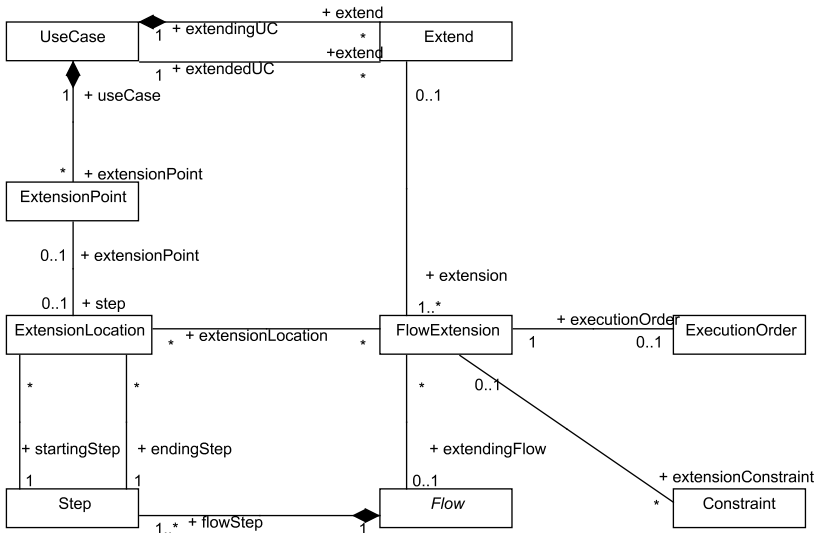 + extend
UseCase
1
+ extendingUC
*
Extend
+extend
1
+ extendedUC
*
1
+ useCase
0..1
*
+ extensionPoint
ExtensionPoint
0..1
+ extensionPoint
+ extension
0..1
+ step
1..*
+ executionOrder
ExtensionLocation
*
+ extensionLocation
*
FlowExtension
1
0..1
ExecutionOrder
*
*
*
0..1
+ startingStep
+ endingStep
+ extendingFlow
1
1
0..1
+ extensionConstraint
Step
Flow
*
Constraint
1..*
+ flowStep
1